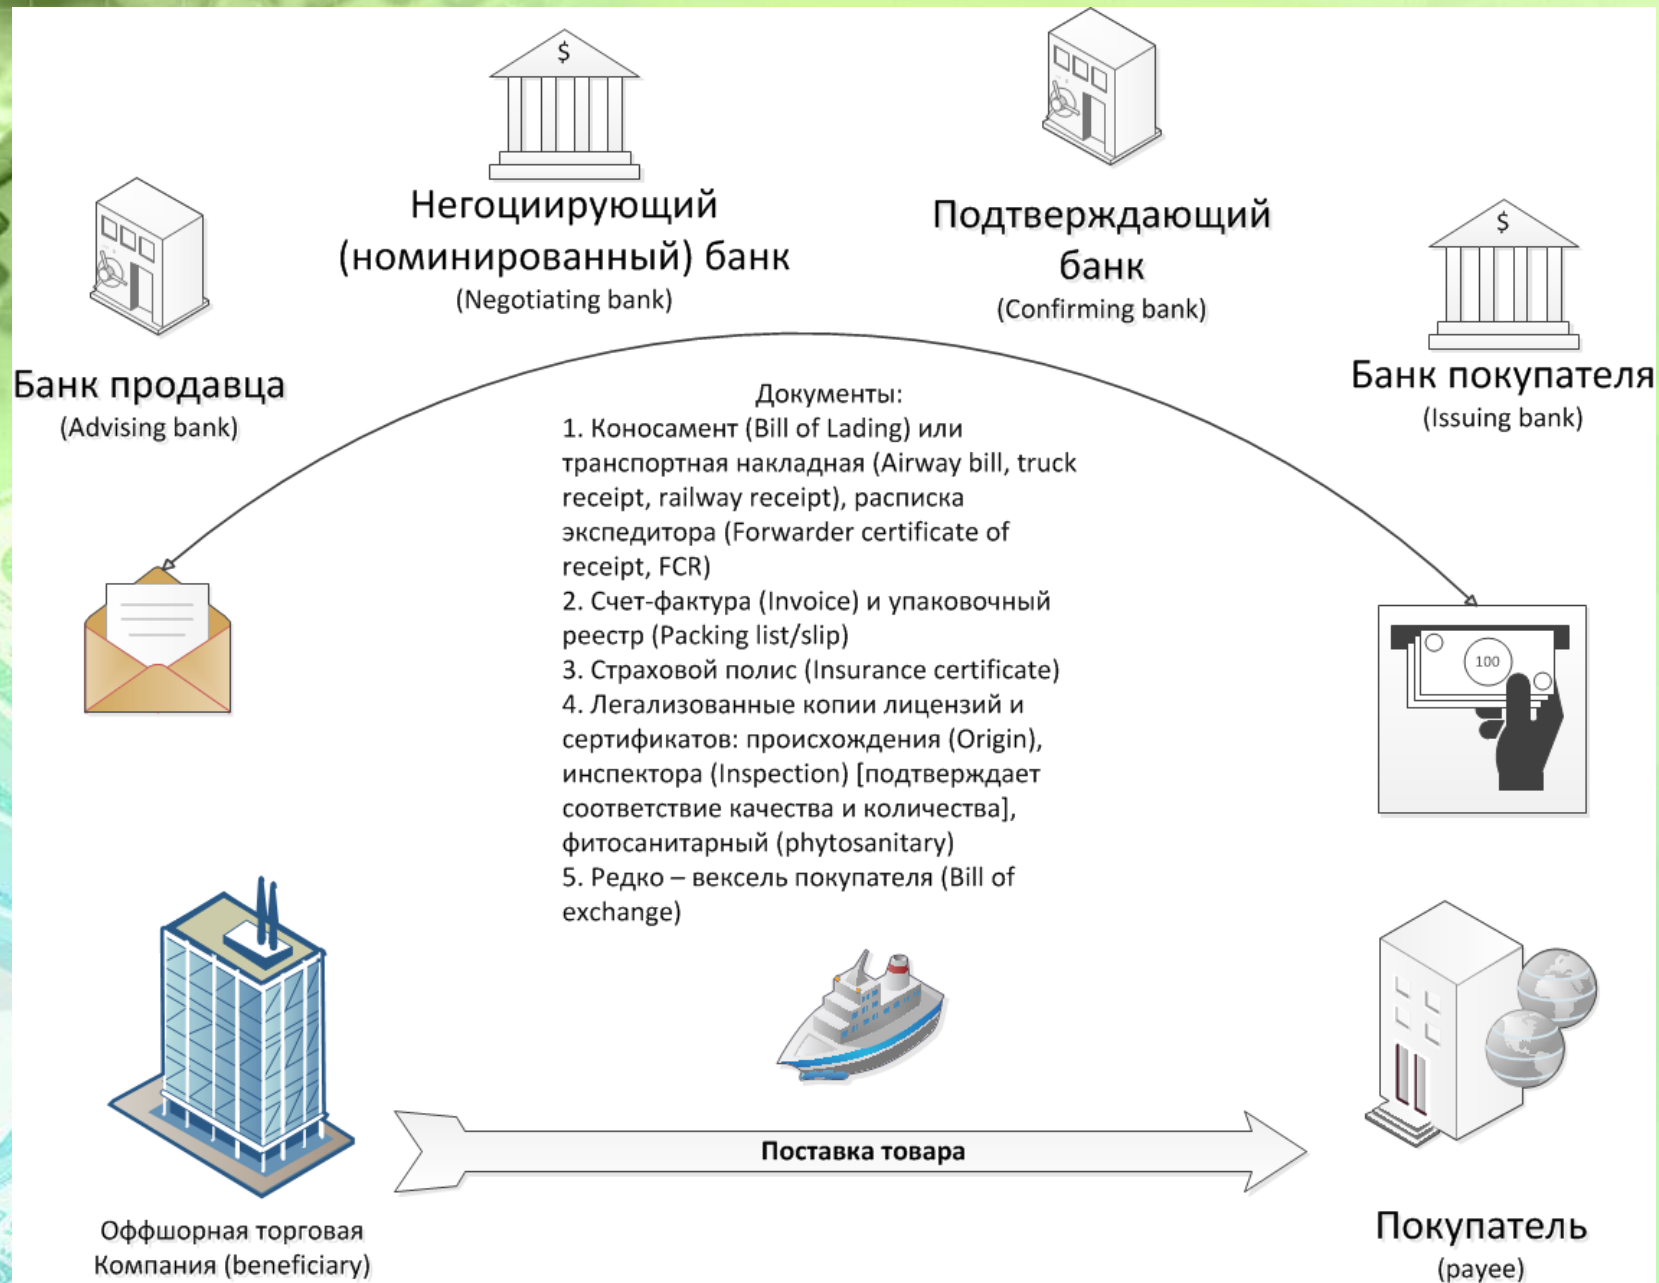 $
Негоциирующий
(номинированный) банк
(Negotiating bank)
Подтверждающий
банк
(Confirming bank)
$
Банк продавца
(Advising bank)
Банк покупателя
(Issuing bank)
Документы:
1. Коносамент (Bill of Lading) или
транспортная накладная (Airway bill, truck
receipt, railway receipt), расписка
экспедитора (Forwarder certificate of
receipt, FCR)
2. Счет-фактура (Invoice) и упаковочный
реестр (Packing list/slip)
3. Страховой полис (Insurance certificate)
4. Легализованные копии лицензий и
сертификатов: происхождения (Origin),
инспектора (Inspection) [подтверждает
соответствие качества и количества],
фитосанитарный (phytosanitary)
5. Редко – вексель покупателя (Bill of
exchange)
100
Поставка товара
Оффшорная торговая
Компания (beneficiary)
Покупатель
(payee)